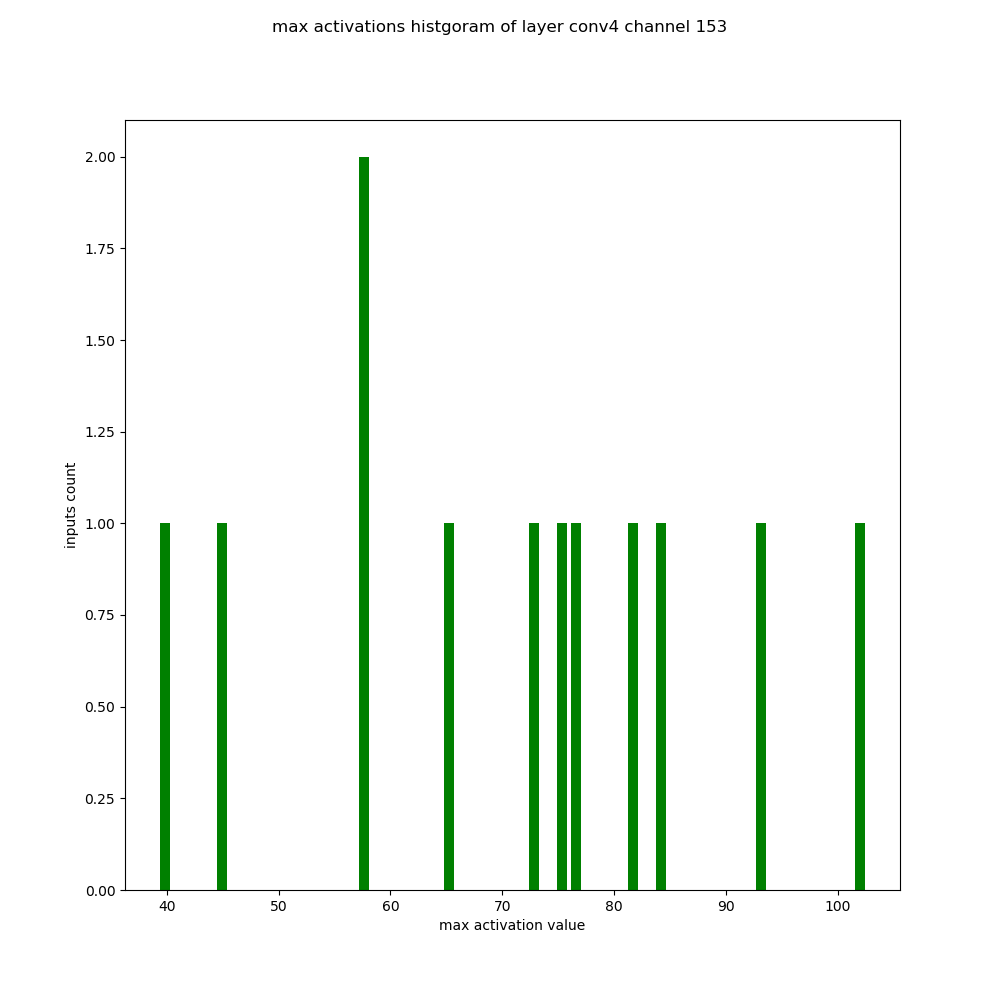 max activations histgoram of layer conv4 channel 153
2.00
1.75
1.50
1.25
1.00
0.75
0.50
0.25
0.00
inputs count
40 50 60 70 80 90 100
max activation value